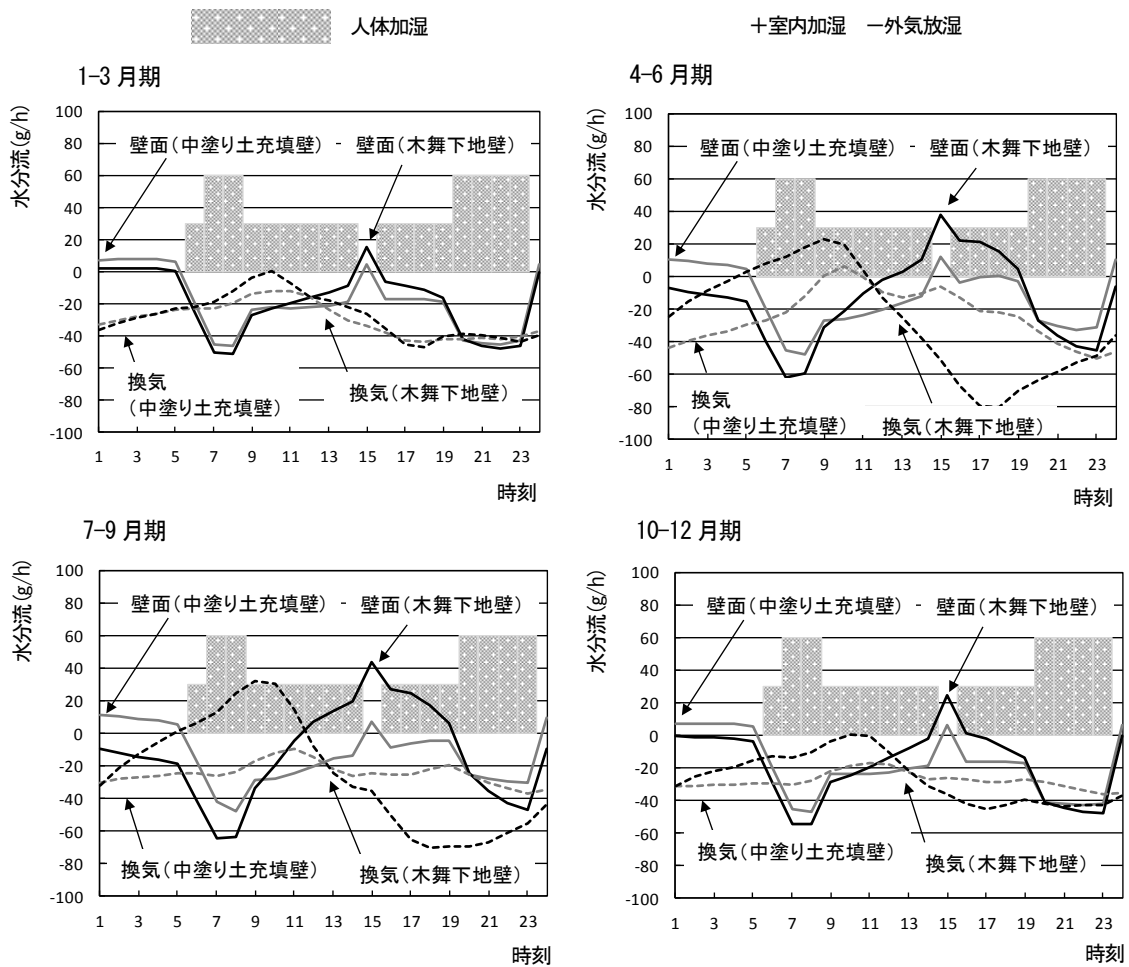 人体加湿
＋室内加湿 －外気放湿
1-3 月期
水分流(g/h)
100
80
60
40
20
0
-20
-40
-60
-80
-100
壁面(中塗り土充填壁)
壁面(木舞下地壁)
換気
(中塗り土充填壁)
換気(木舞下地壁)
1 3 5 7 9 11 13 15 17 19 21 23
時刻
4-6 月期
水分流(g/h)
100
80
60
40
20
0
-20
-40
-60
-80
-100
壁面(中塗り土充填壁)
壁面(木舞下地壁)
換気
(中塗り土充填壁)
換気(木舞下地壁)
1 3 5 7 9 11 13 15 17 19 21 23
時刻
7-9 月期
水分流(g/h)
100
80
60
40
20
0
-20
-40
-60
-80
-100
壁面(中塗り土充填壁)
壁面(木舞下地壁)
換気(中塗り土充填壁)
換気(木舞下地壁)
1 3 5 7 9 11 13 15 17 19 21 23
時刻
10-12 月期
水分流(g/h)
100
80
60
40
20
0
-20
-40
-60
-80
-100
壁面(中塗り土充填壁)
壁面(木舞下地壁)
換気(中塗り土充填壁)
換気(木舞下地壁)
1 3 5 7 9 11 13 15 17 19 21 23
時刻